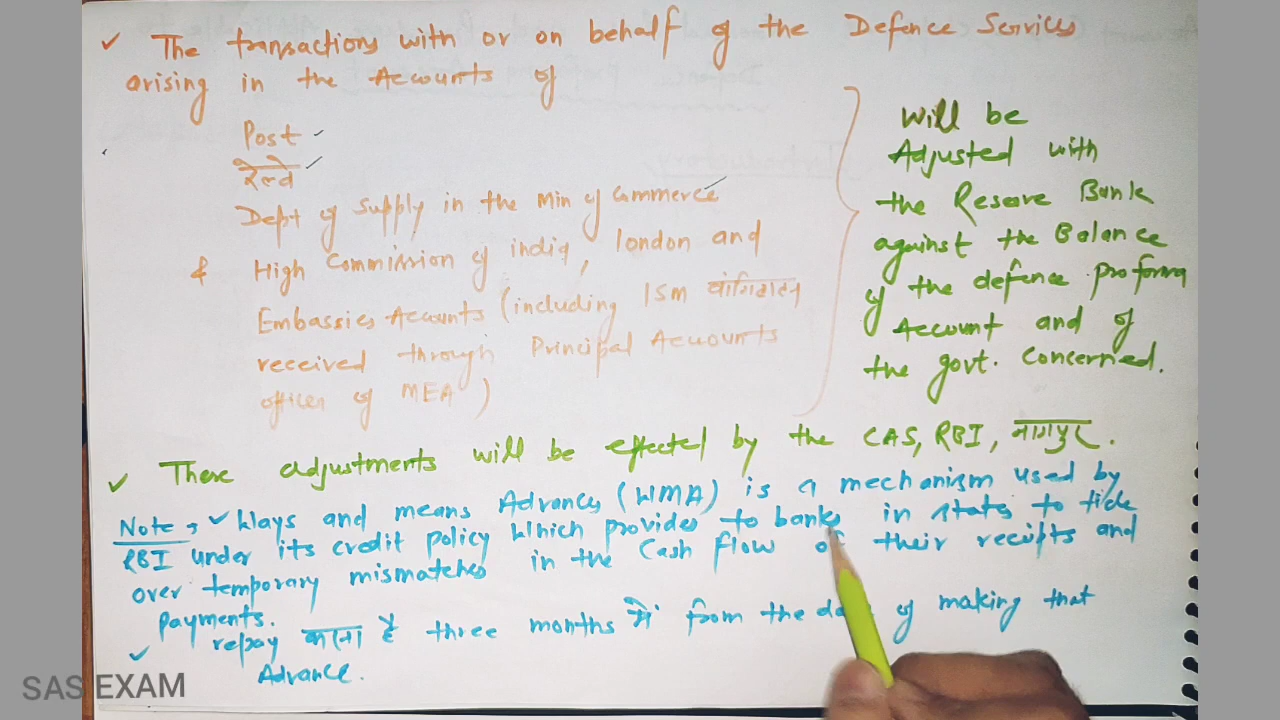 ✓ The transactions with or on behalf of the Defence Services
arising in the Accounts of
Post
रेल्वे
Dept of Supply in the Min of Commerce
& High Commission of india, london and
Embassies Accounts (including ISM
received through Principal Accounts
officer of MEA)
Will be
Adjusted with
the Reserve Bank
against the Balance
of the defence proforma
Account and of
the govt. concerned.
✓ These adjustments will be effected by the CAS, RBI, नागपुर.
Note, ✓ Ways and means Advances (WMA) is a mechanism used by
RBI under its credit policy which provides to banks in states to tide
over temporary mismatches in the cash flow of their receipts and
payments.
✓ repay करना है three months में from the date of making that
Advance.
SAS EXAM